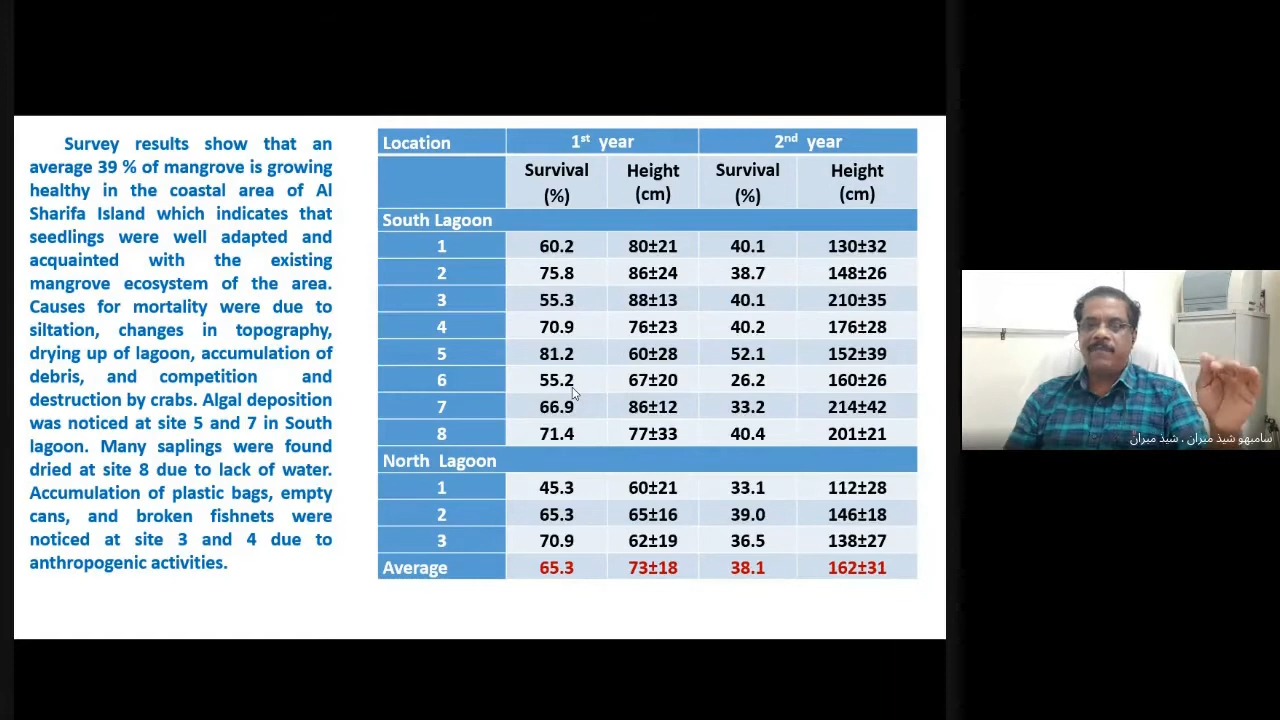 Survey results show that an
average 39 % of mangrove is growing
healthy in the coastal area of Al
Sharifa Island which indicates that
seedlings were well adapted and
acquainted with the existing
mangrove ecosystem of the area.
Causes for mortality were due to
siltation, changes in topography,
drying up of lagoon, accumulation of
debris, and competition and
destruction by crabs. Algal deposition
was noticed at site 5 and 7 in South
lagoon. Many saplings were found
dried at site 8 due to lack of water.
Accumulation of plastic bags, empty
cans, and broken fishnets were
noticed at site 3 and 4 due to
anthropogenic activities.
Location 1st year 2nd year
Survival (%) Height (cm) Survival (%) Height (cm)
South Lagoon
1 60.2 80±21 40.1 130±32
2 75.8 86±24 38.7 148±26
3 55.3 88±13 40.1 210±35
4 70.9 76±23 40.2 176±28
5 81.2 60±28 52.1 152±39
6 55.2 67±20 26.2 160±26
7 66.9 86±12 33.2 214±42
8 71.4 77±33 40.4 201±21
North Lagoon
1 45.3 60±21 33.1 112±28
2 65.3 65±16 39.0 146±18
3 70.9 62±19 36.5 138±27
Average 65.3 73±18 38.1 162±31
سامبهو شيذ ميران ، شيد ميران